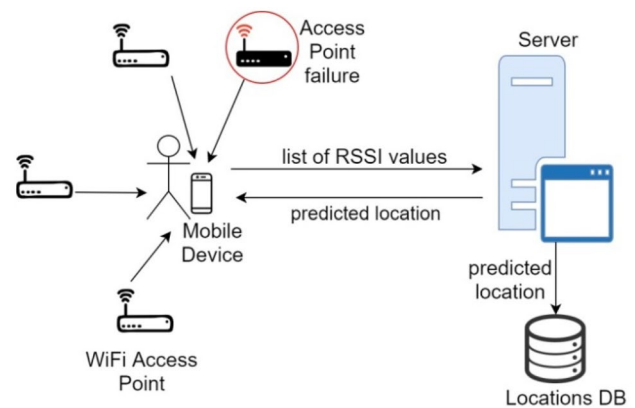 Access
Point
failure
Server
list of RSSI values
predicted location
Mobile
Device
predicted
location
WiFi Access
Point
Locations DB